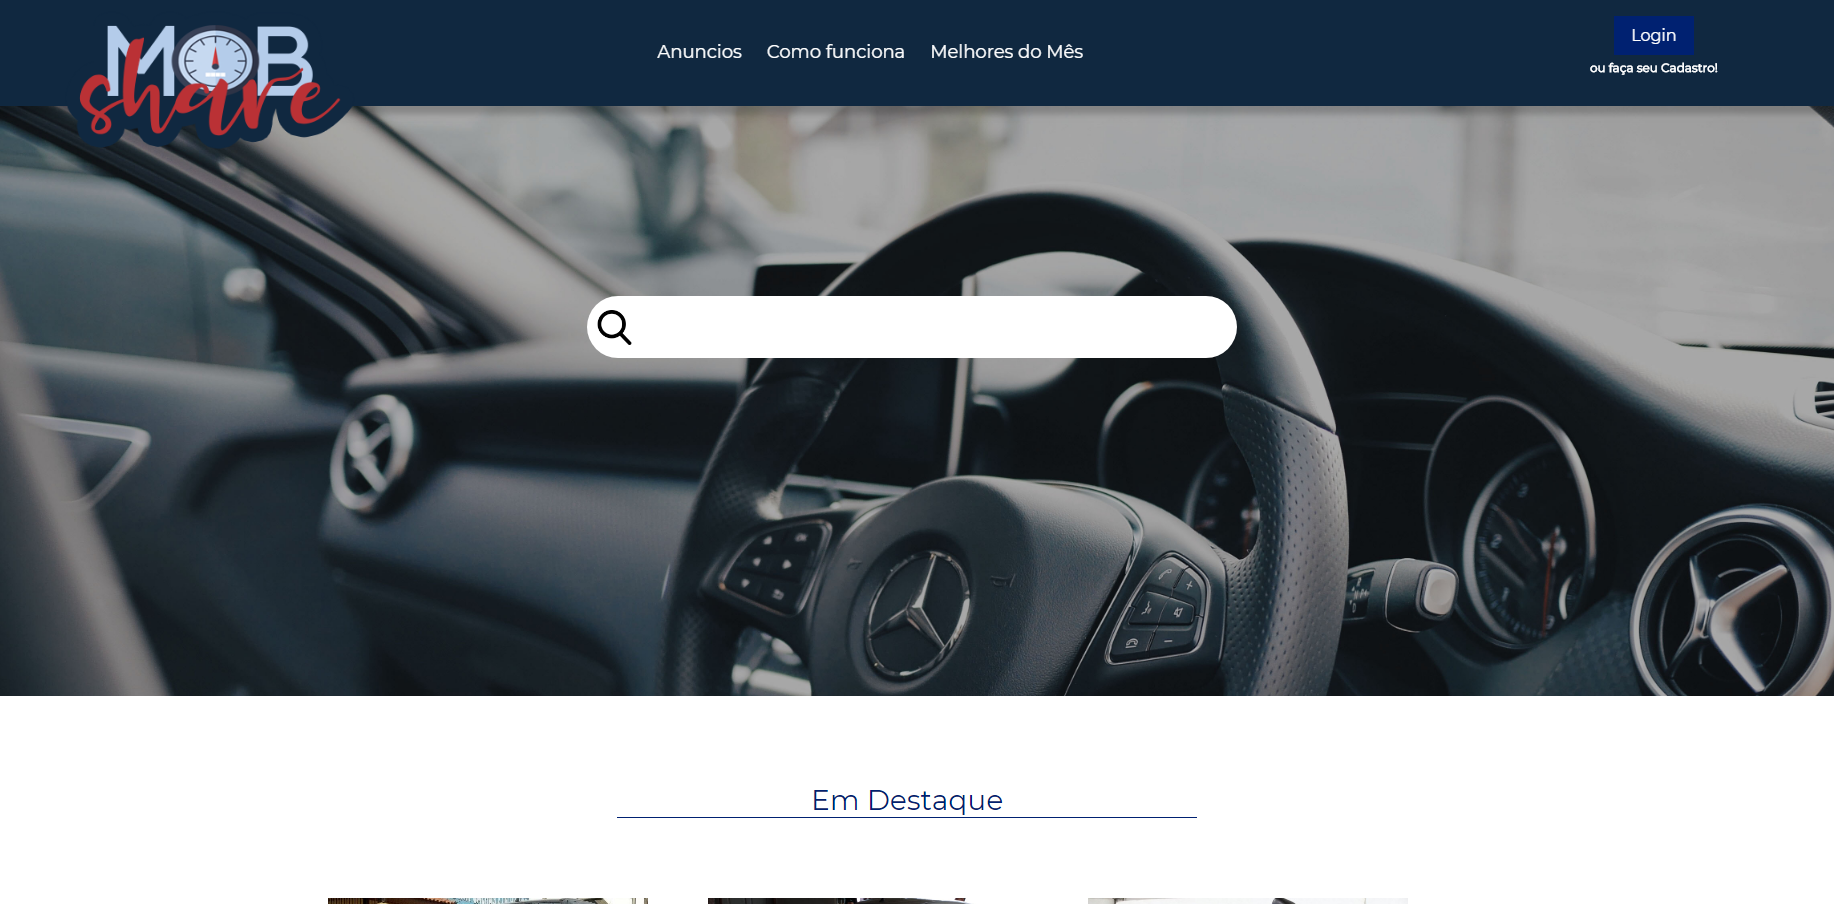 MOB
share
Anuncios Como funciona Melhores do Mês
Login
ou faça seu Cadastro!
Em Destaque